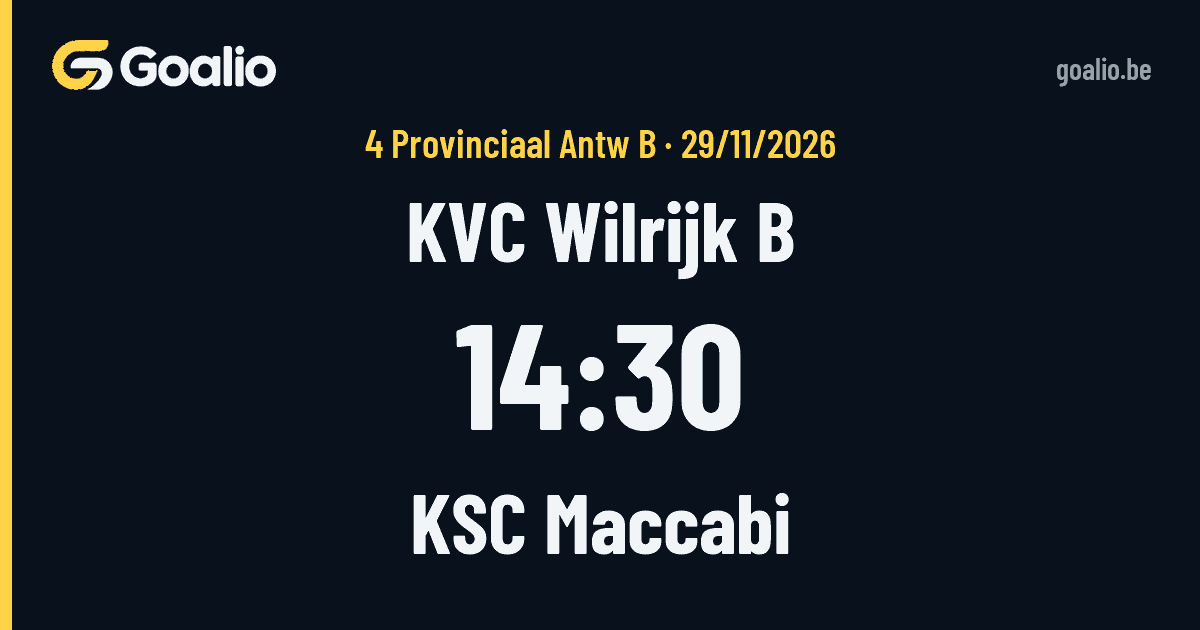 Goalio
goalio.be
4 Provinciaal Antw B · 29/11/2026
KVC Wilrijk B
14:30
KSC Maccabi